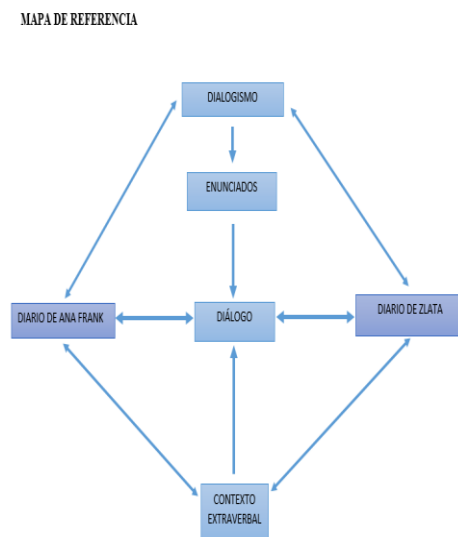 MAPA DE REFERENCIA
DIALOGISMO
ENUNCIADOS
DIARIO DE ANA FRANK
DIÁLOGO
DIARIO DE ZLATA
CONTEXTO
EXTRAVERBAL